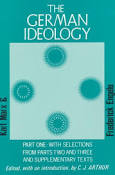 THE
GERMAN
IDEOLOGY
Karl Marx &
Frederick Engels
PART ONE: WITH SELECTIONS
FROM PARTS TWO AND THREE
AND SUPPLEMENTARY TEXTS
Edited, with an introduction, by C. J. ARTHUR